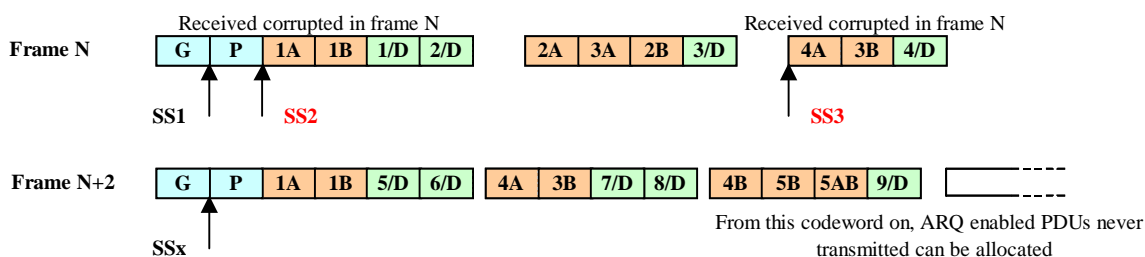 Received corrupted in frame N
Received corrupted in frame N
Frame N
G P 1A 1B 1/D 2/D 2A 3A 2B 3/D 4A 3B 4/D
SS1 SS2 SS3
Frame N+2
G P 1A 1B 5/D 6/D 4A 3B 7/D 8/D 4B 5B 5AB 9/D
SSx
From this codeword on, ARQ enabled PDUs never
transmitted can be allocated